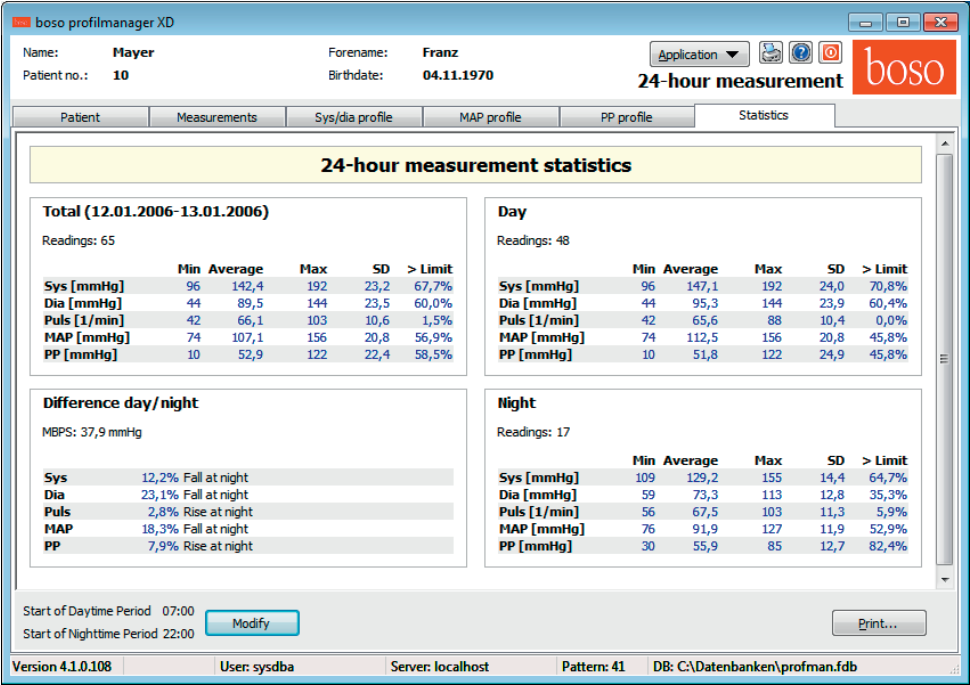 boso boso profilmanager XD
Name: Mayer Forename: Franz
Patient no.: 10 Birthdate: 04.11.1970
Application
24-hour measurement
boso
Patient Measurements Sys/dia profile MAP profile PP profile Statistics
24-hour measurement statistics
Total (12.01.2006-13.01.2006)
Readings: 65
Min Average Max SD > Limit
Sys [mmHg] 96 142,4 192 23,2 67,7%
Dia [mmHg] 44 89,5 144 23,5 60,0%
Puls [1/min] 42 66,1 103 10,6 1,5%
MAP [mmHg] 74 107,1 156 20,8 56,9%
PP [mmHg] 10 52,9 122 22,4 58,5%
Day
Readings: 48
Min Average Max SD > Limit
Sys [mmHg] 96 147,1 192 24,0 70,8%
Dia [mmHg] 44 95,3 144 23,9 60,4%
Puls [1/min] 42 65,6 88 10,4 0,0%
MAP [mmHg] 74 112,5 156 20,8 45,8%
PP [mmHg] 10 51,8 122 24,9 45,8%
Difference day/night
MBPS: 37,9 mmHg
Sys 12,2% Fall at night
Dia 23,1% Fall at night
Puls 2,8% Rise at night
MAP 18,3% Fall at night
PP 7,9% Rise at night
Night
Readings: 17
Min Average Max SD > Limit
Sys [mmHg] 109 129,2 155 14,4 64,7%
Dia [mmHg] 59 73,3 113 12,8 35,3%
Puls [1/min] 56 67,5 103 11,3 5,9%
MAP [mmHg] 76 91,9 127 11,9 52,9%
PP [mmHg] 30 55,9 85 12,7 82,4%
Start of Daytime Period 07:00
Start of Nighttime Period 22:00
Modify
Print...
Version 4.1.0.108 User: sysdba Server: localhost Pattern: 41 DB: C:\Datenbanken\profman.fdb